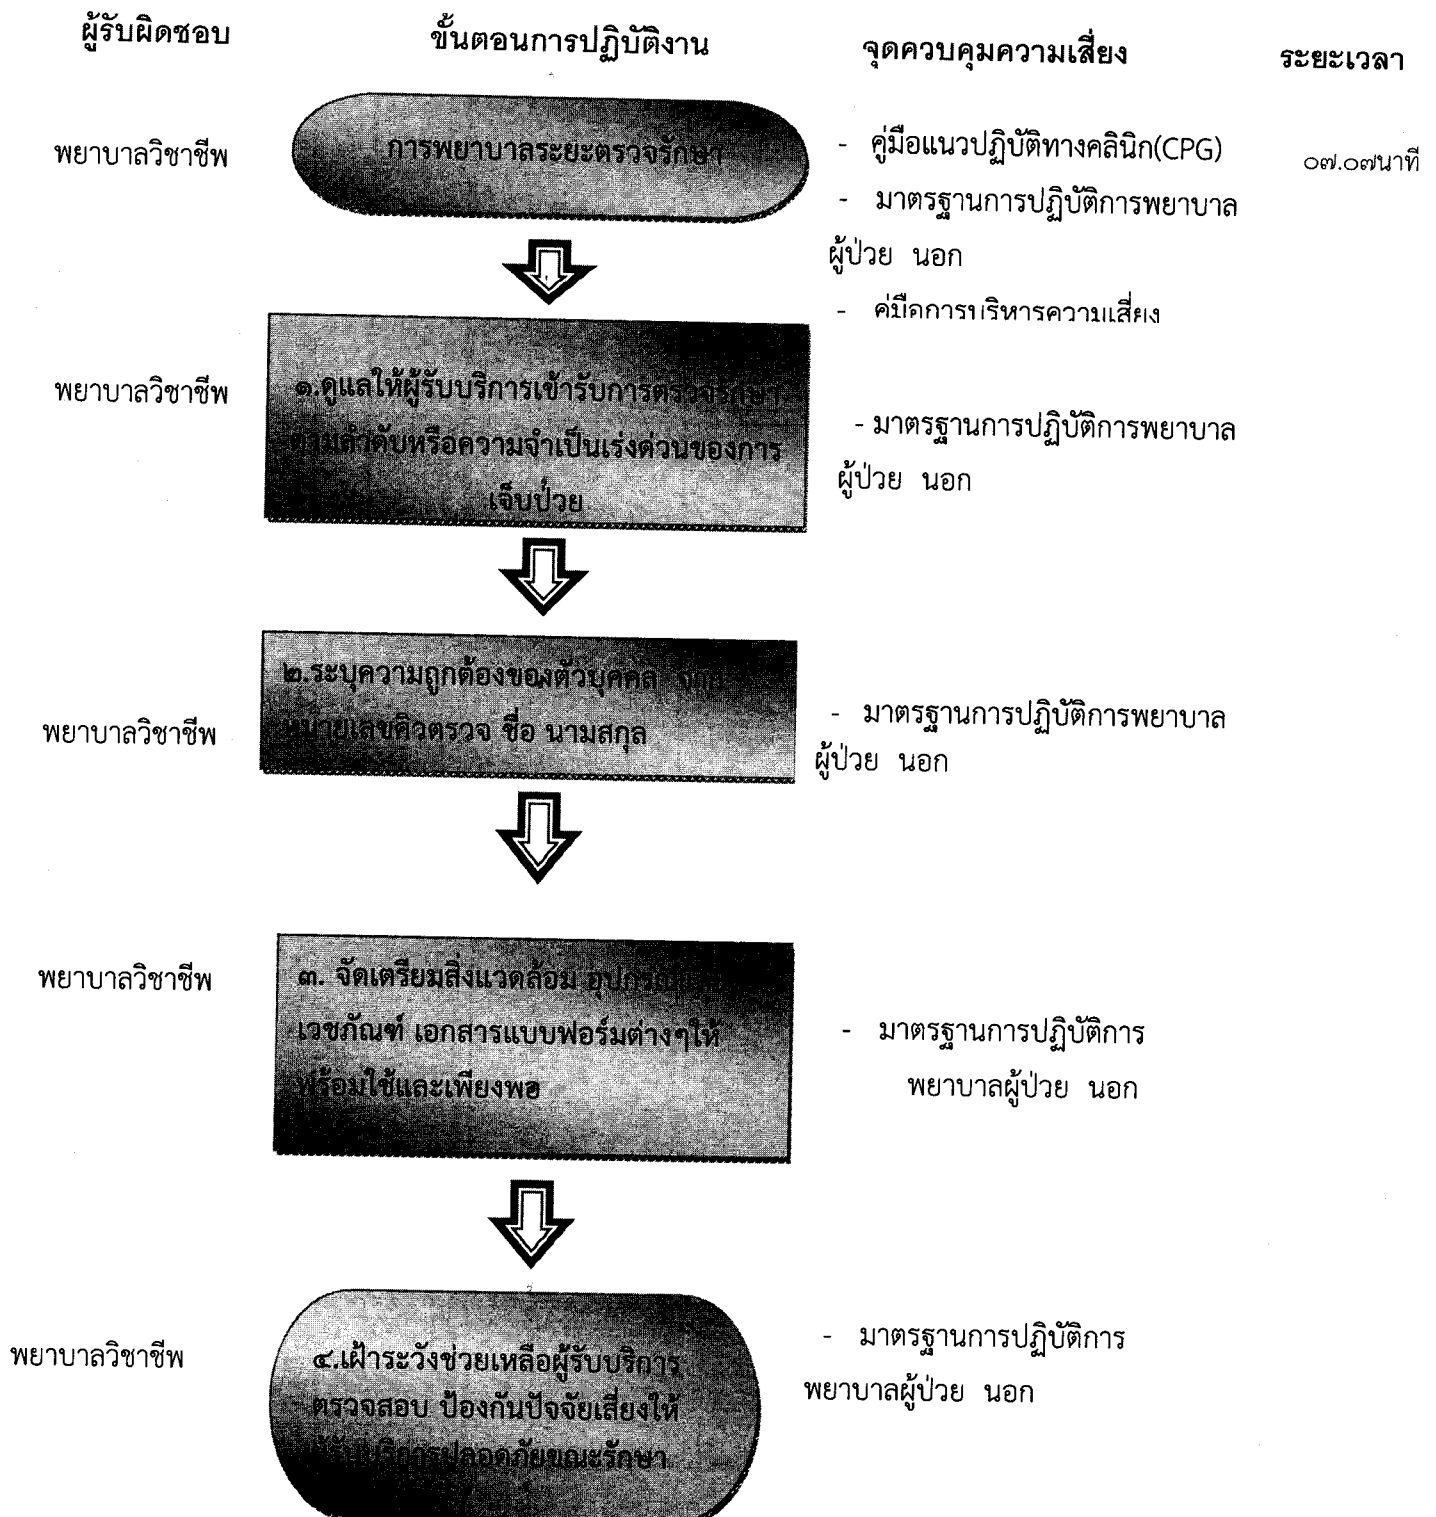 ผู้รับผิดชอบ ขั้นตอนการปฏิบัติงาน จุดควบคุมความเสี่ยง ระยะเวลา
พยาบาลวิชาชีพ การพยาบาลระยะตรวจรักษา - คู่มือแนวปฏิบัติทางคลินิก(CPG) ๐๗.๐๗นาที
- มาตรฐานการปฏิบัติการพยาบาล
ผู้ป่วย นอก
- คู่มือการบริหารความเสี่ยง
พยาบาลวิชาชีพ ๑.ดูแลให้ผู้รับบริการเข้ารับการตรวจรักษา
ตามลำดับหรือความจำเป็นเร่งด่วนของการ
เจ็บป่วย
- มาตรฐานการปฏิบัติการพยาบาล
ผู้ป่วย นอก
พยาบาลวิชาชีพ ๒.ระบุความถูกต้องของตัวบุคคล จาก
หมายเลขคิวตรวจ ชื่อ นามสกุล
- มาตรฐานการปฏิบัติการพยาบาล
ผู้ป่วย นอก
พยาบาลวิชาชีพ ๓. จัดเตรียมสิ่งแวดล้อม อุปกรณ์
เวชภัณฑ์ เอกสารแบบฟอร์มต่างๆให้
พร้อมใช้และเพียงพอ
- มาตรฐานการปฏิบัติการ
พยาบาลผู้ป่วย นอก
พยาบาลวิชาชีพ ๔.เฝ้าระวังช่วยเหลือผู้รับบริการ
ตรวจสอบ ป้องกันปัจจัยเสี่ยงให้
ผู้รับบริการปลอดภัยขณะรักษา
- มาตรฐานการปฏิบัติการ
พยาบาลผู้ป่วย นอก